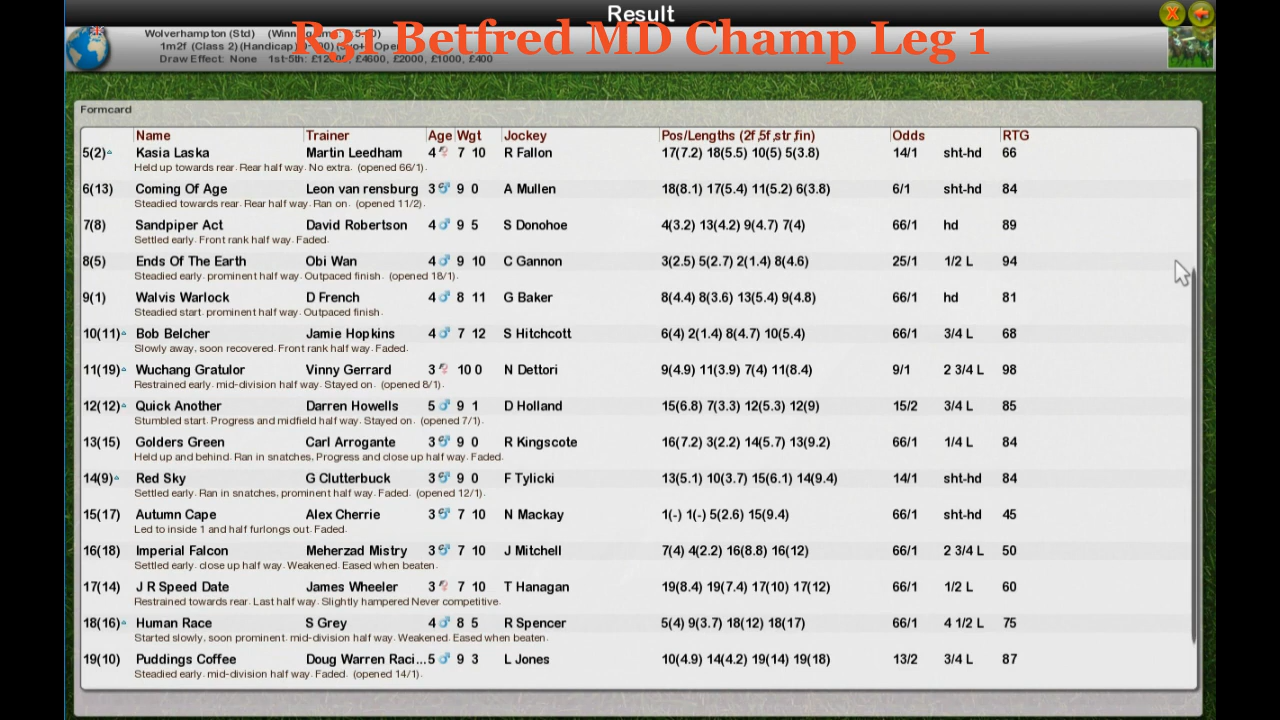 Result
R31 Betfred MD Champ Leg 1
Wolverhampton (Std)
1m2f (Class 2) (Handicap)
Draw Effect: None 1st-5th: £4600, £2000, £1000, £400
Formcard
Name Trainer Age Wgt Jockey Pos/Lengths (2f,5f,str,fin) Odds RTG
5(2) Kasia Laska Martin Leedham 4 7 10 R Fallon 17(7.2) 18(5.5) 10(5) 5(3.8) 14/1 sht-hd 66
Held up towards rear. Rear half way. No extra. (opened 66/1).
6(13) Coming Of Age Leon van rensburg 3 9 0 A Mullen 18(8.1) 17(5.4) 11(5.2) 6(3.8) 6/1 sht-hd 84
Steadied towards rear. Rear half way. Ran on. (opened 11/2).
7(8) Sandpiper Act David Robertson 4 9 5 S Donohoe 4(3.2) 13(4.2) 9(4.7) 7(4) 66/1 hd 89
Settled early. Front rank half way. Faded.
8(5) Ends Of The Earth Obi Wan 4 9 10 C Gannon 3(2.5) 5(2.7) 2(1.4) 8(4.6) 25/1 1/2 L 94
Steadied early. prominent half way. Outpaced finish. (opened 18/1).
9(1) Walvis Warlock D French 4 8 11 G Baker 8(4.4) 8(3.6) 13(5.4) 9(4.8) 66/1 hd 81
Steadied start. prominent half way. Outpaced finish.
10(11) Bob Belcher Jamie Hopkins 4 7 12 S Hitchcott 6(4) 2(1.4) 8(4.7) 10(5.4) 66/1 3/4 L 68
Slowly away, soon recovered. Front rank half way. Faded.
11(19) Wuchang Gratulor Vinny Gerrard 3 10 0 N Dettori 9(4.9) 11(3.9) 7(4) 11(8.4) 9/1 2 3/4 L 98
Restrained early. mid-division half way. Stayed on. (opened 8/1).
12(12) Quick Another Darren Howells 5 9 1 D Holland 15(6.8) 7(3.3) 12(5.3) 12(9) 15/2 3/4 L 85
Stumbled start. Progress and midfield half way. Stayed on. (opened 7/1).
13(15) Golders Green Carl Arrogante 3 9 0 R Kingscote 16(7.2) 3(2.2) 14(5.7) 13(9.2) 66/1 1/4 L 84
Held up and behind. Ran in snatches, Progress and close up half way. Faded.
14(9) Red Sky G Clutterbuck 3 9 0 F Tylicki 13(5.1) 10(3.7) 15(6.1) 14(9.4) 14/1 sht-hd 84
Settled early. Ran in snatches, prominent half way. Faded. (opened 12/1).
15(17) Autumn Cape Alex Cherrie 3 7 10 N Mackay 1(-) 1(-) 5(2.6) 15(9.4) 66/1 sht-hd 45
Led to inside 1 and half furlongs out. Faded.
16(18) Imperial Falcon Meherzad Mistry 3 7 10 J Mitchell 7(4) 4(2.2) 16(8.8) 16(12) 66/1 2 3/4 L 50
Settled early. close up half way. Weakened. Eased when beaten.
17(14) J R Speed Date James Wheeler 3 7 10 T Hanagan 19(8.4) 19(7.4) 17(10) 17(12) 66/1 1/2 L 60
Restrained towards rear. Last half way. Slightly hampered Never competitive.
18(16) Human Race S Grey 4 8 5 R Spencer 5(4) 9(3.7) 18(12) 18(17) 66/1 4 1/2 L 75
Started slowly, soon prominent. mid-division half way. Weakened. Eased when beaten.
19(10) Puddings Coffee Doug Warren Raci... 5 9 3 L Jones 10(4.9) 14(4.2) 19(14) 19(18) 13/2 3/4 L 87
Steadied early. mid-division half way. Faded. (opened 14/1).